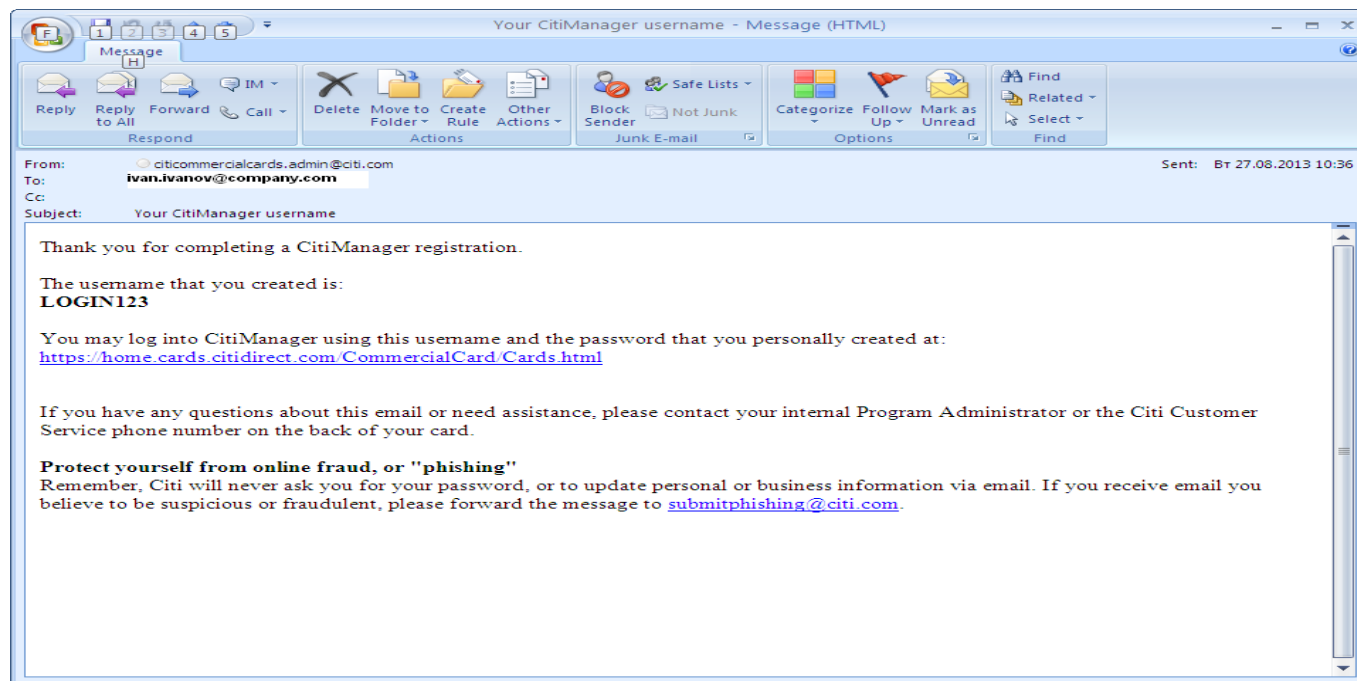 Your CitiManager username - Message (HTML)
F 1 2 3 4 5
Message
H
Reply Reply to All Forward IM Call
Delete Move to Folder Create Rule Other Actions
Block Sender Safe Lists Not Junk
Categorize Follow Up Mark as Unread
Find Related Select
Respond Actions Junk E-mail Options Find
From: citicommercialcards.admin@citi.com Sent: Вт 27.08.2013 10:36
To: ivan.ivanov@company.com
Cc:
Subject: Your CitiManager username
Thank you for completing a CitiManager registration.
The username that you created is:
LOGIN123
You may log into CitiManager using this username and the password that you personally created at:
https://home.cards.citidirect.com/CommercialCard/Cards.html
If you have any questions about this email or need assistance, please contact your internal Program Administrator or the Citi Customer
Service phone number on the back of your card.
Protect yourself from online fraud, or "phishing"
Remember, Citi will never ask you for your password, or to update personal or business information via email. If you receive email you
believe to be suspicious or fraudulent, please forward the message to submitphishing@citi.com.